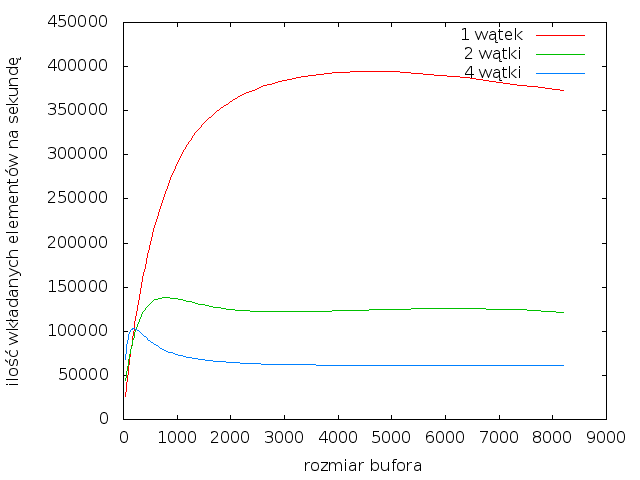 450000
400000
350000
300000
250000
200000
150000
100000
50000
0
ilość wkładanych elementów na sekundę
1 wątek
2 wątki
4 wątki
0 1000 2000 3000 4000 5000 6000 7000 8000 9000
rozmiar bufora